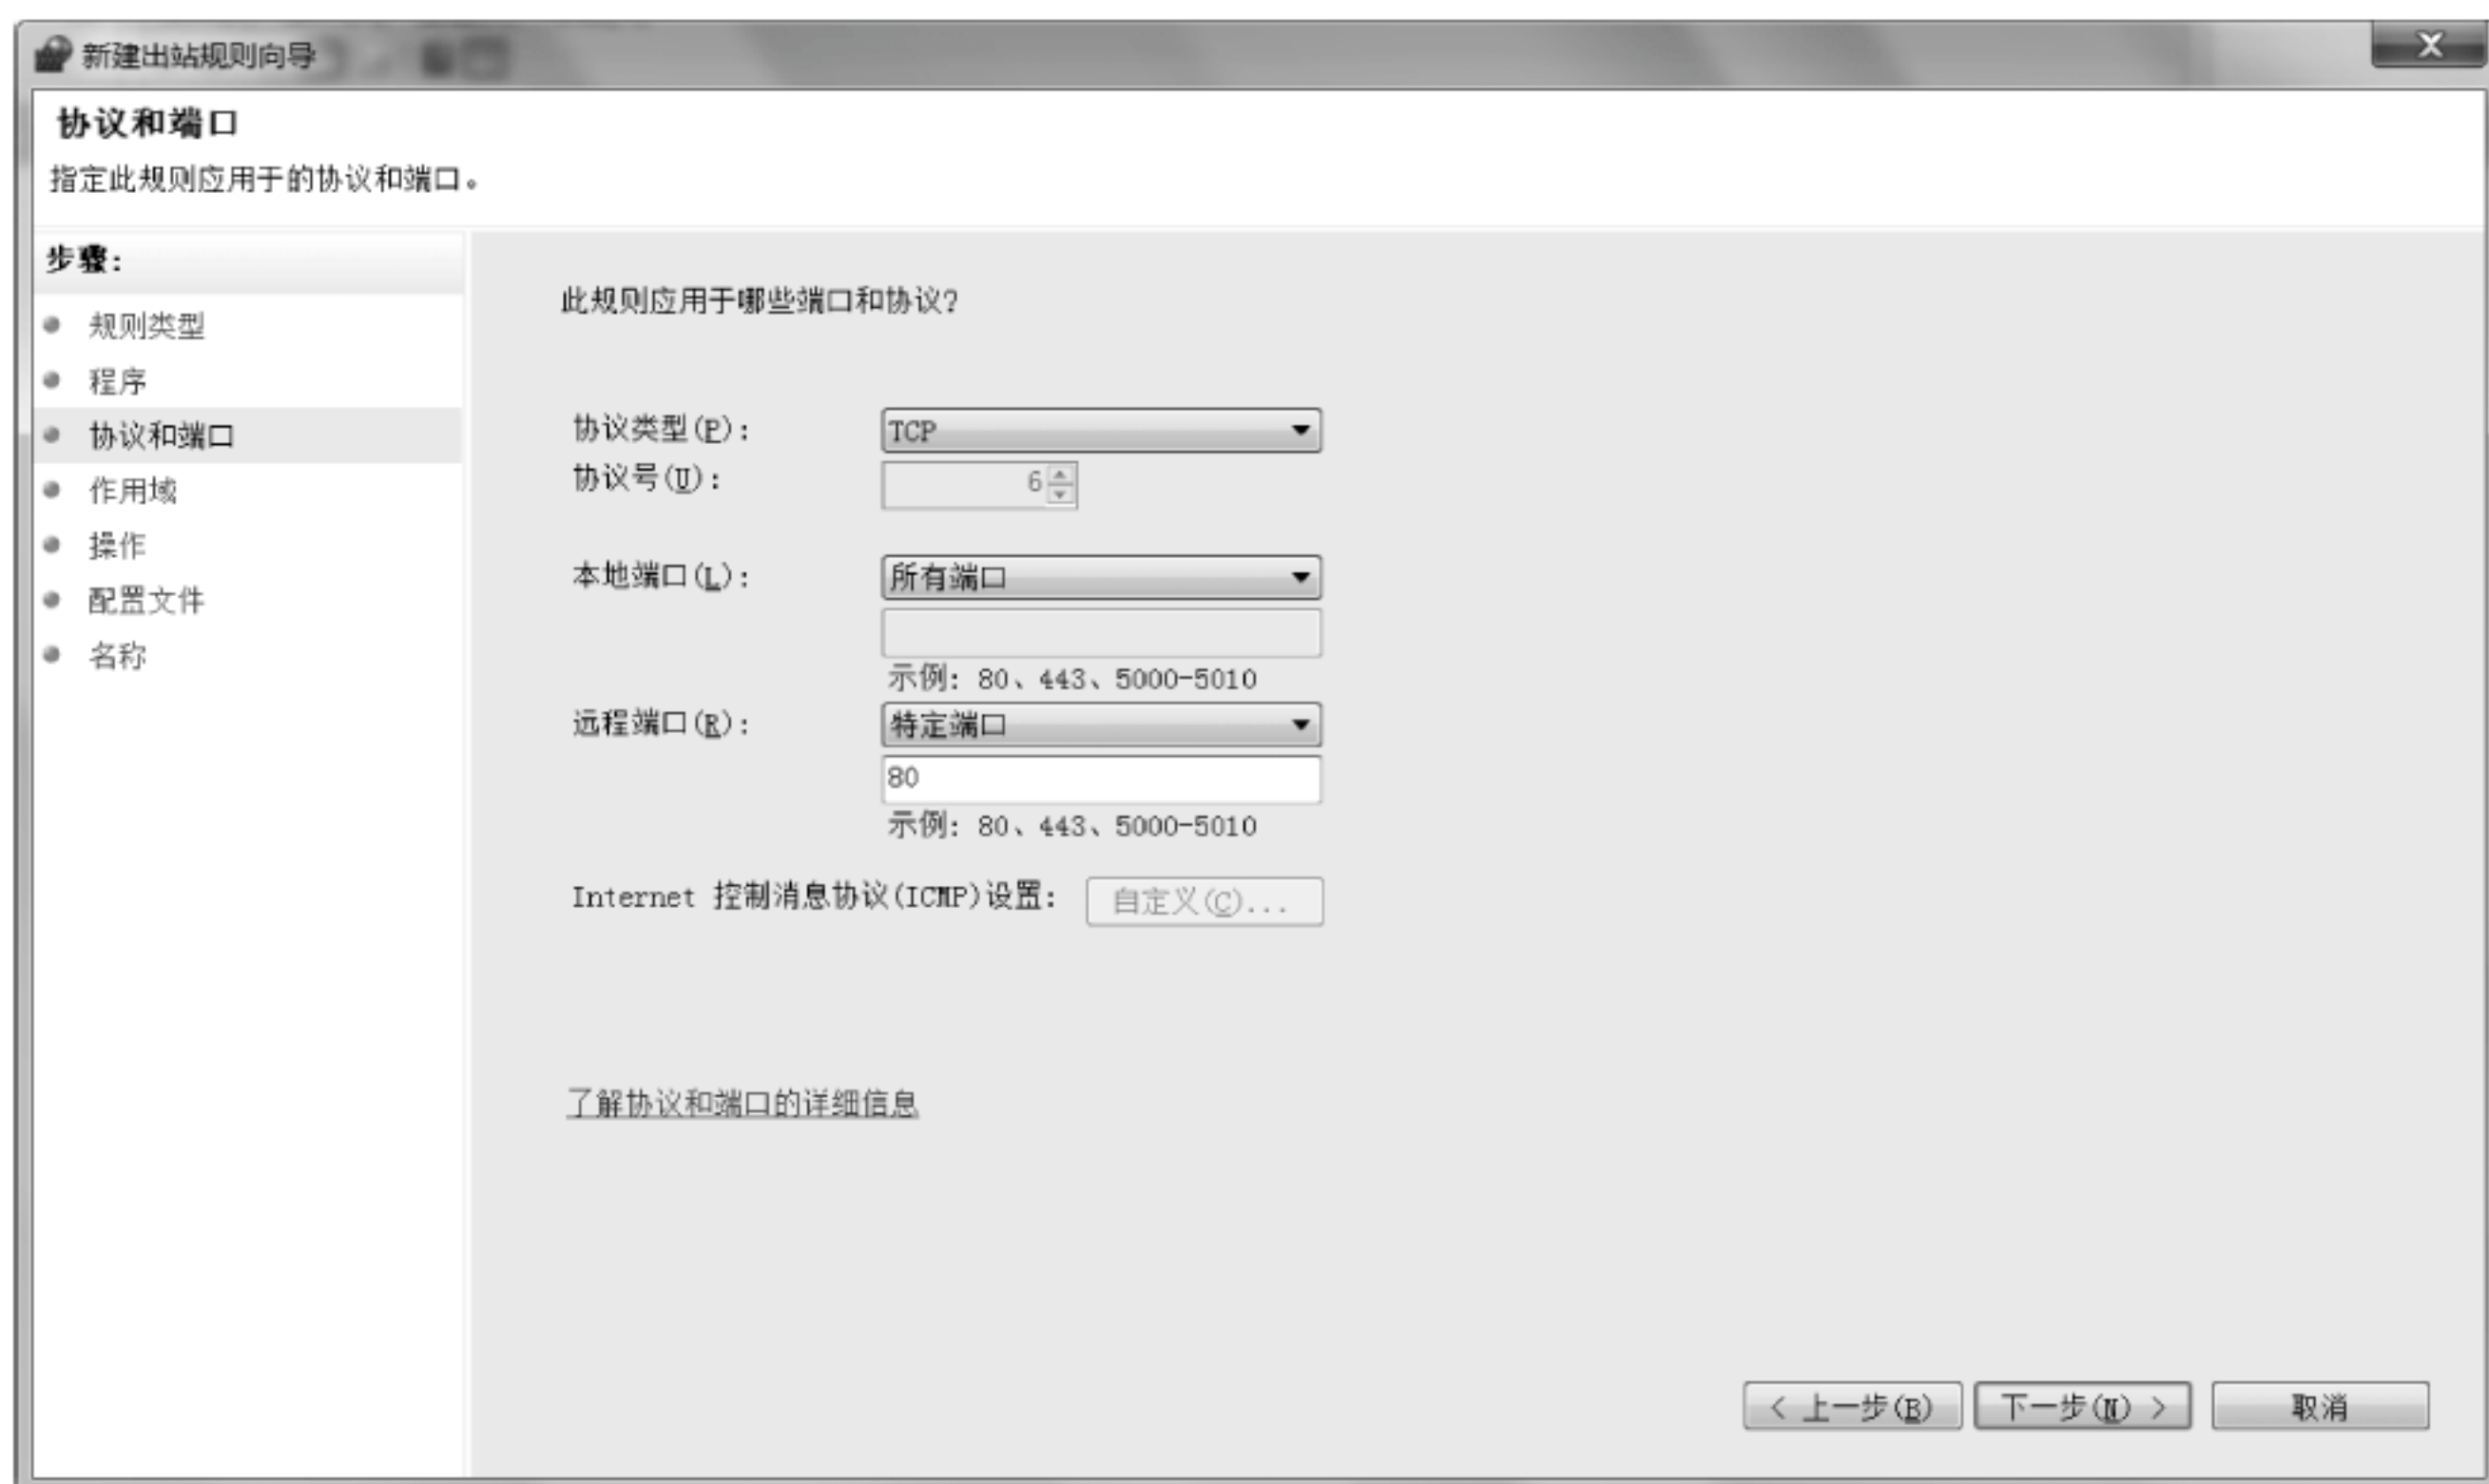 新建出站规则向导
协议和端口
指定此规则应用于的协议和端口。
步骤:
规则类型
程序
协议和端口
作用域
操作
配置文件
名称
此规则应用于哪些端口和协议?
协议类型(P): TCP
协议号(U): 6
本地端口(L): 所有端口
示例: 80、443、5000-5010
远程端口(R): 特定端口
80
示例: 80、443、5000-5010
Internet 控制消息协议(ICMP)设置: 自定义(C)...
了解协议和端口的详细信息
< 上一步(B) 下一步(N) > 取消